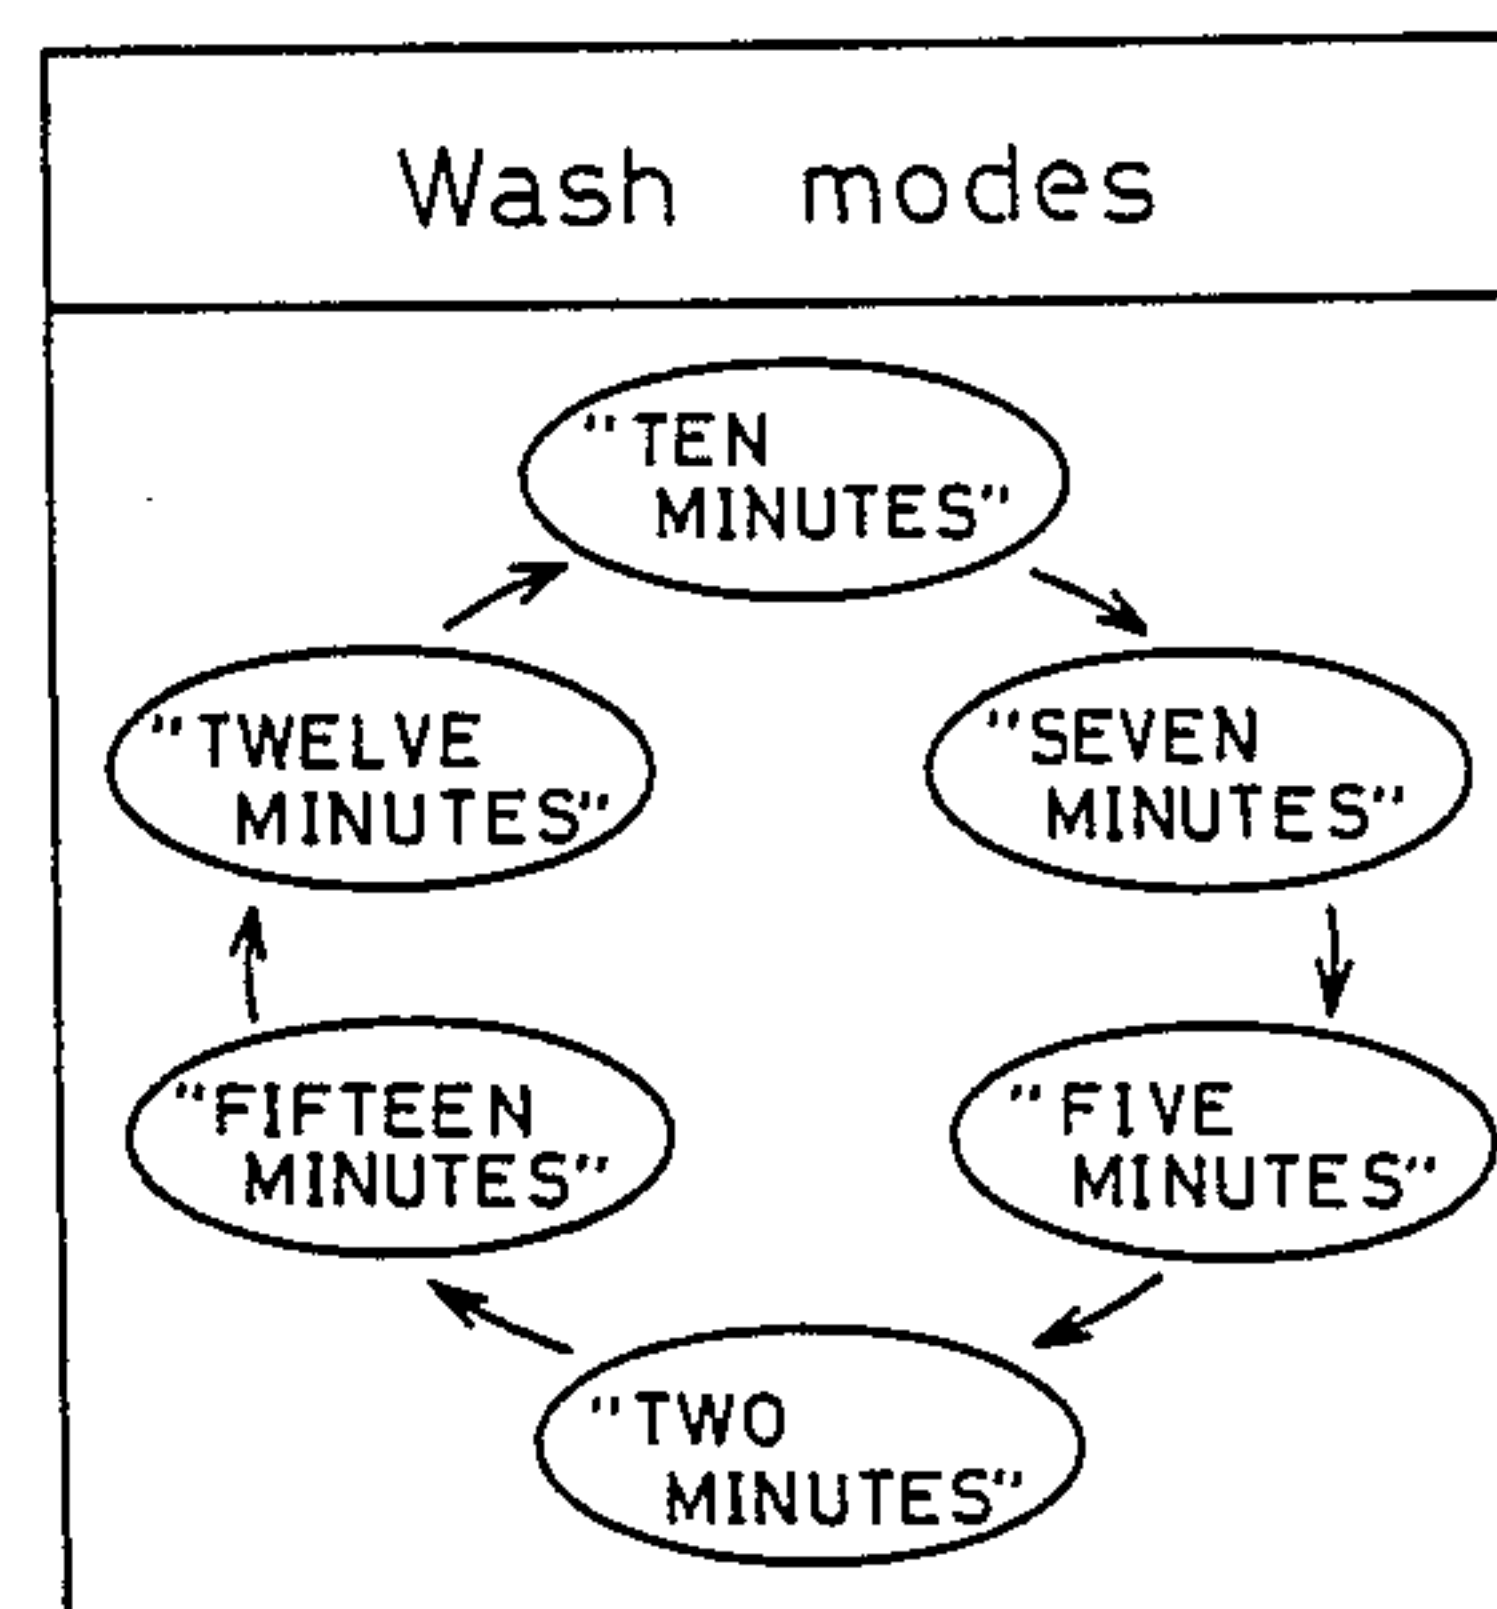 Wash modes
"TEN
MINUTES"
"TWELVE
MINUTES"
"SEVEN
MINUTES"
"FIFTEEN
MINUTES"
"FIVE
MINUTES"
"TWO
MINUTES"